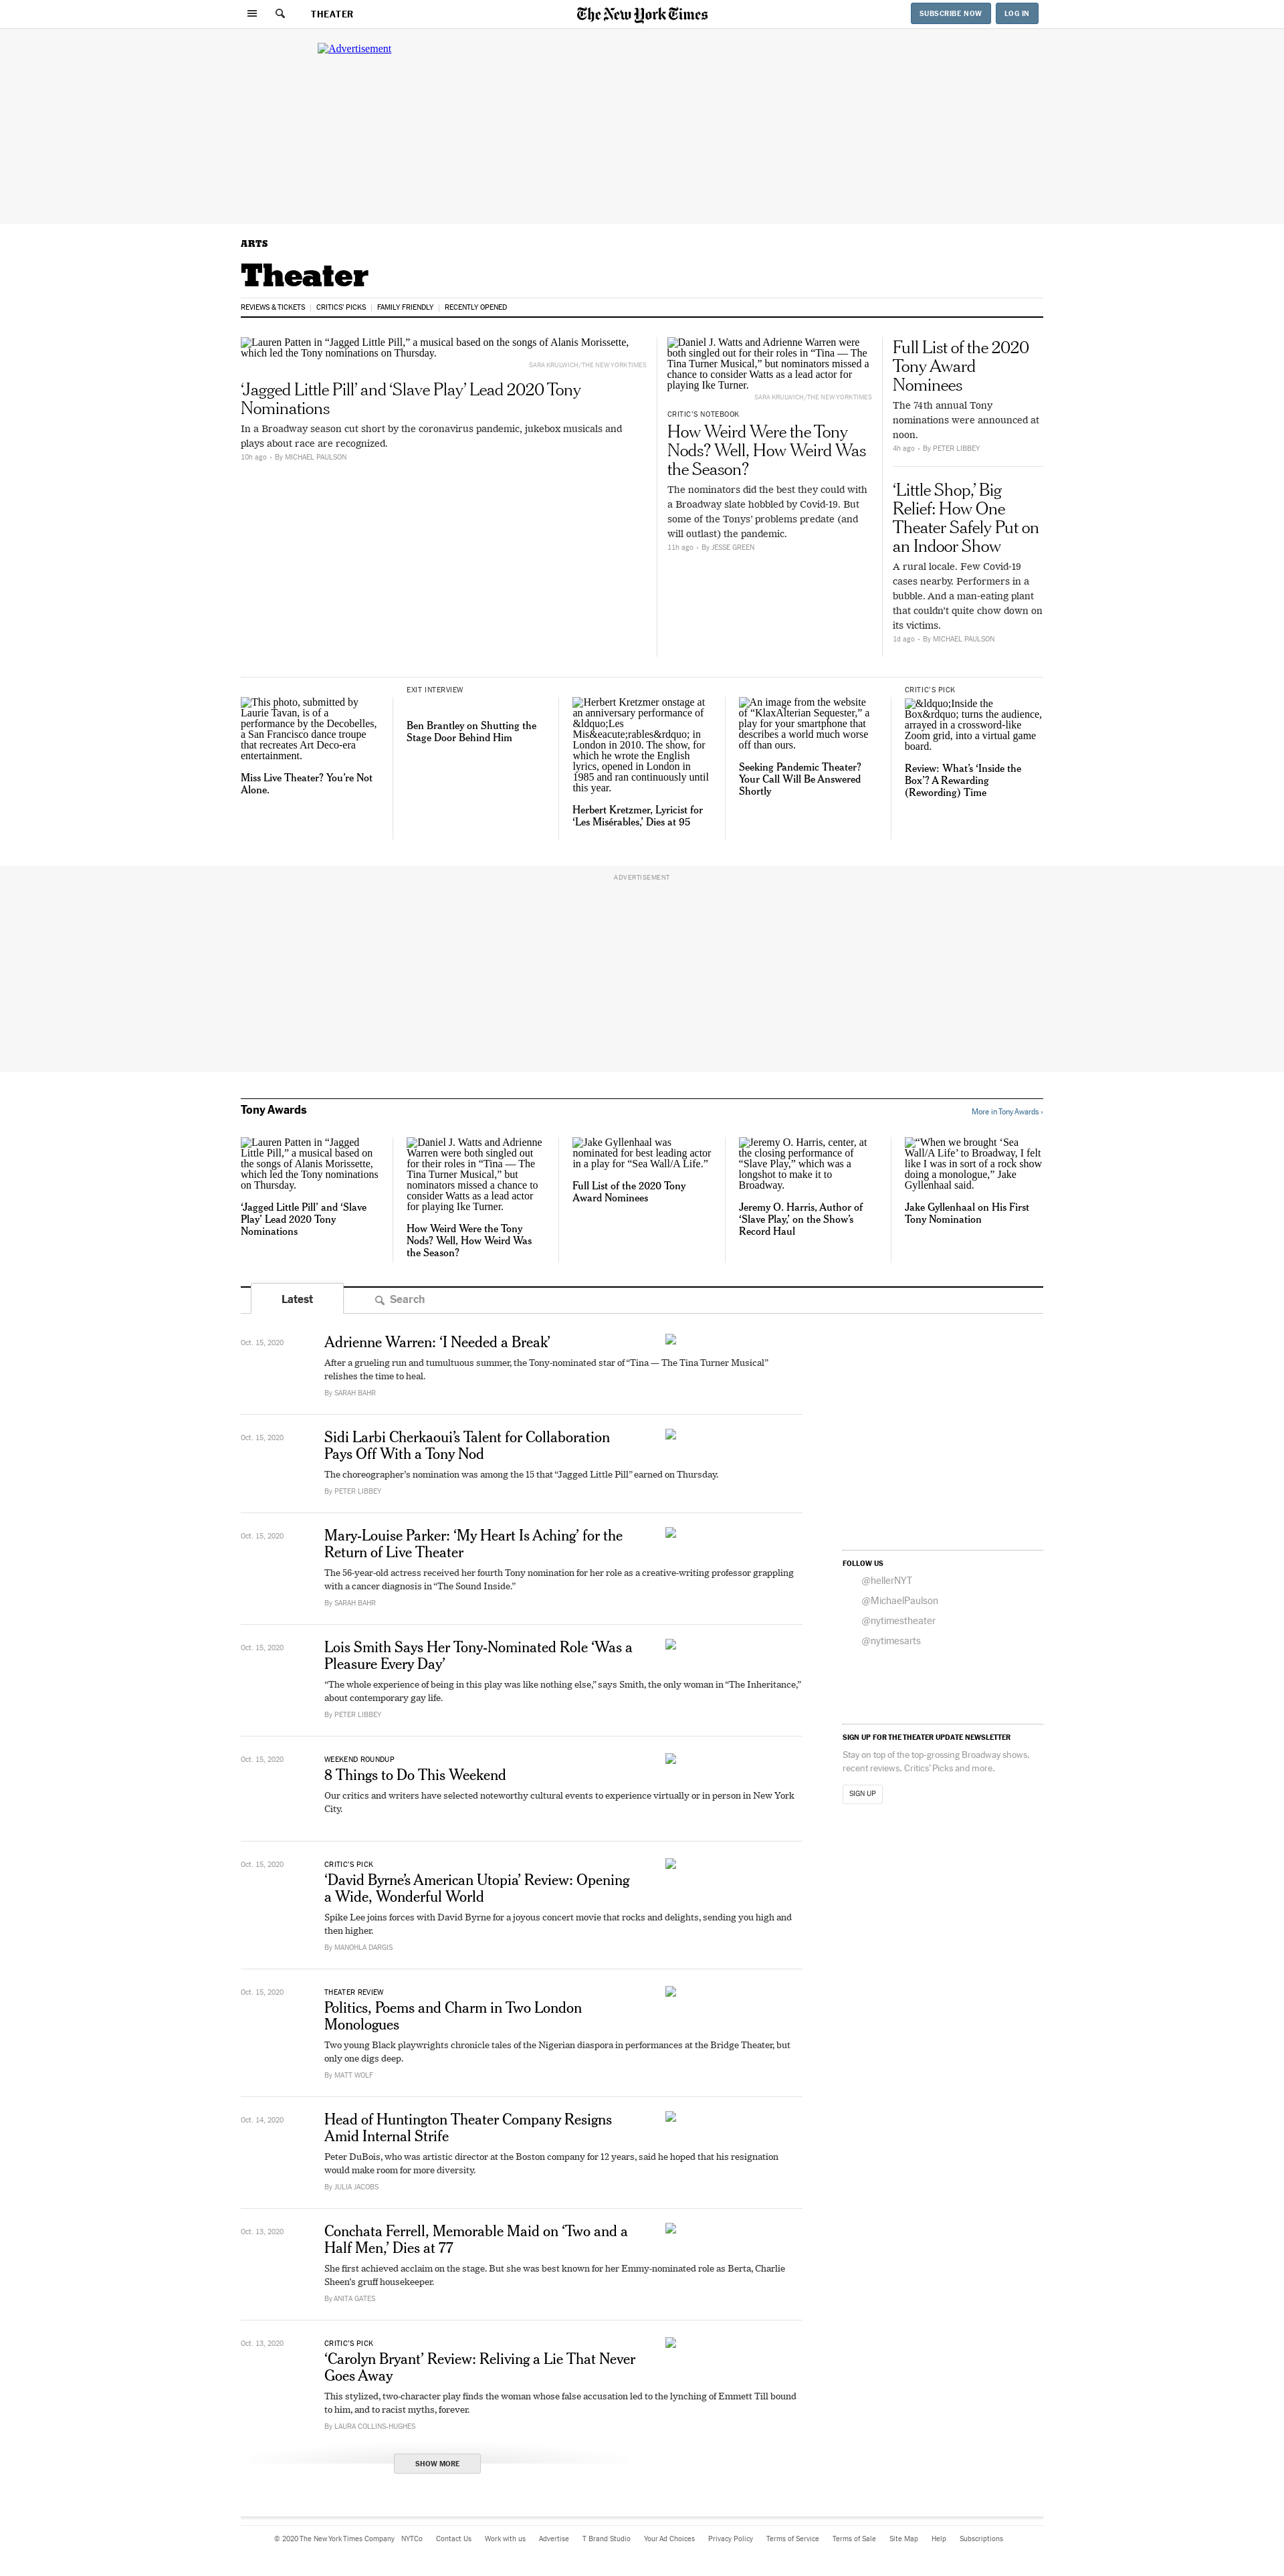 THEATER
The New York Times
SUBSCRIBE NOW
LOG IN
Advertisement
ARTS
Theater
REVIEWS & TICKETS
CRITICS' PICKS
FAMILY FRIENDLY
RECENTLY OPENED
Lauren Patten in “Jagged Little Pill,” a musical based on the songs of Alanis Morissette,
which led the Tony nominations on Thursday.
SARA KRULWICH/THE NEW YORK TIMES
‘Jagged Little Pill’ and ‘Slave Play’ Lead 2020 Tony
Nominations
In a Broadway season cut short by the coronavirus pandemic, jukebox musicals and
plays about race are recognized.
10h ago • By MICHAEL PAULSON
Daniel J. Watts and Adrienne Warren were
both singled out for their roles in “Tina — The
Tina Turner Musical,” but nominators missed a
chance to consider Watts as a lead actor for
playing Ike Turner.
SARA KRULWICH/THE NEW YORK TIMES
CRITIC’S NOTEBOOK
How Weird Were the Tony
Nods? Well, How Weird Was
the Season?
The nominators did the best they could with
a Broadway slate hobbled by Covid-19. But
some of the Tonys’ problems predate (and
will outlast) the pandemic.
11h ago • By JESSE GREEN
Full List of the 2020
Tony Award
Nominees
The 74th annual Tony
nominations were announced at
noon.
4h ago • By PETER LIBBEY
‘Little Shop,’ Big
Relief: How One
Theater Safely Put on
an Indoor Show
A rural locale. Few Covid-19
cases nearby. Performers in a
bubble. And a man-eating plant
that couldn’t quite chow down on
its victims.
1d ago • By MICHAEL PAULSON
This photo, submitted by
Laurie Tavan, is of a
performance by the Decobelles,
a San Francisco dance troupe
that recreates Art Deco-era
entertainment.
Miss Live Theater? You’re Not
Alone.
EXIT INTERVIEW
Ben Brantley on Shutting the
Stage Door Behind Him
Herbert Kretzmer onstage at
an anniversary performance of
&ldquo;Les
Mis&eacute;rables&rdquo; in
London in 2010. The show, for
which he wrote the English
lyrics, opened in London in
1985 and ran continuously until
this year.
Herbert Kretzmer, Lyricist for
‘Les Misérables,’ Dies at 95
An image from the website
of “KlaxAlterian Sequester,” a
play for your smartphone that
describes a world much worse
off than ours.
Seeking Pandemic Theater?
Your Call Will Be Answered
Shortly
CRITIC’S PICK
&ldquo;Inside the
Box&rdquo; turns the audience,
arrayed in a crossword-like
Zoom grid, into a virtual game
board.
Review: What’s ‘Inside the
Box’? A Rewarding
(Rewording) Time
ADVERTISEMENT
Tony Awards
More in Tony Awards ›
Lauren Patten in “Jagged
Little Pill,” a musical based on
the songs of Alanis Morissette,
which led the Tony nominations
on Thursday.
‘Jagged Little Pill’ and ‘Slave
Play’ Lead 2020 Tony
Nominations
Daniel J. Watts and Adrienne
Warren were both singled out
for their roles in “Tina — The
Tina Turner Musical,” but
nominators missed a chance to
consider Watts as a lead actor
for playing Ike Turner.
How Weird Were the Tony
Nods? Well, How Weird Was
the Season?
Jake Gyllenhaal was
nominated for best leading actor
in a play for “Sea Wall/A Life.”
Full List of the 2020 Tony
Award Nominees
Jeremy O. Harris, center, at
the closing performance of
“Slave Play,” which was a
longshot to make it to
Broadway.
Jeremy O. Harris, Author of
‘Slave Play,’ on the Show’s
Record Haul
“When we brought ‘Sea
Wall/A Life’ to Broadway, I felt
like I was in sort of a rock show
doing a monologue,” Jake
Gyllenhaal said.
Jake Gyllenhaal on His First
Tony Nomination
Latest
Search
Oct. 15, 2020
Adrienne Warren: ‘I Needed a Break’
After a grueling run and tumultuous summer, the Tony-nominated star of “Tina — The Tina Turner Musical”
relishes the time to heal.
By SARAH BAHR
Oct. 15, 2020
Sidi Larbi Cherkaoui’s Talent for Collaboration
Pays Off With a Tony Nod
The choreographer’s nomination was among the 15 that “Jagged Little Pill” earned on Thursday.
By PETER LIBBEY
Oct. 15, 2020
Mary-Louise Parker: ‘My Heart Is Aching’ for the
Return of Live Theater
The 56-year-old actress received her fourth Tony nomination for her role as a creative-writing professor grappling
with a cancer diagnosis in “The Sound Inside.”
By SARAH BAHR
Oct. 15, 2020
Lois Smith Says Her Tony-Nominated Role ‘Was a
Pleasure Every Day’
“The whole experience of being in this play was like nothing else,” says Smith, the only woman in “The Inheritance,”
about contemporary gay life.
By PETER LIBBEY
Oct. 15, 2020
WEEKEND ROUNDUP
8 Things to Do This Weekend
Our critics and writers have selected noteworthy cultural events to experience virtually or in person in New York
City.
Oct. 15, 2020
CRITIC’S PICK
‘David Byrne’s American Utopia’ Review: Opening
a Wide, Wonderful World
Spike Lee joins forces with David Byrne for a joyous concert movie that rocks and delights, sending you high and
then higher.
By MANOHLA DARGIS
Oct. 15, 2020
THEATER REVIEW
Politics, Poems and Charm in Two London
Monologues
Two young Black playwrights chronicle tales of the Nigerian diaspora in performances at the Bridge Theater, but
only one digs deep.
By MATT WOLF
Oct. 14, 2020
Head of Huntington Theater Company Resigns
Amid Internal Strife
Peter DuBois, who was artistic director at the Boston company for 12 years, said he hoped that his resignation
would make room for more diversity.
By JULIA JACOBS
Oct. 13, 2020
Conchata Ferrell, Memorable Maid on ‘Two and a
Half Men,’ Dies at 77
She first achieved acclaim on the stage. But she was best known for her Emmy-nominated role as Berta, Charlie
Sheen’s gruff housekeeper.
By ANITA GATES
Oct. 13, 2020
CRITIC’S PICK
‘Carolyn Bryant’ Review: Reliving a Lie That Never
Goes Away
This stylized, two-character play finds the woman whose false accusation led to the lynching of Emmett Till bound
to him, and to racist myths, forever.
By LAURA COLLINS-HUGHES
SHOW MORE
FOLLOW US
@hellerNYT
@MichaelPaulson
@nytimestheater
@nytimesarts
SIGN UP FOR THE THEATER UPDATE NEWSLETTER
Stay on top of the top-grossing Broadway shows,
recent reviews, Critics’ Picks and more.
SIGN UP
© 2020 The New York Times Company NYTCo Contact Us Work with us Advertise T Brand Studio Your Ad Choices Privacy Policy Terms of Service Terms of Sale Site Map Help Subscriptions